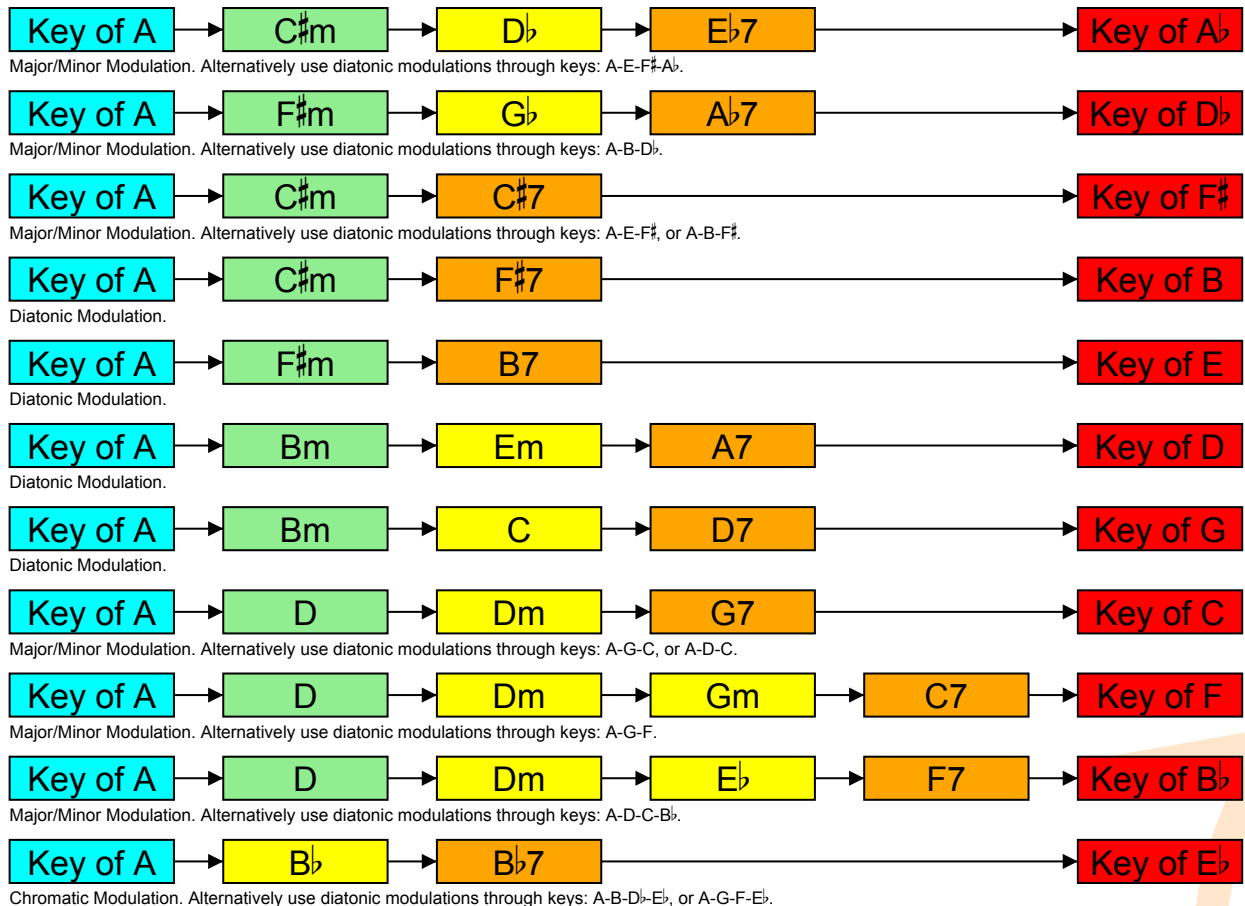 Key of A C♯m D♭ E♭7 Key of A♭
Major/Minor Modulation. Alternatively use diatonic modulations through keys: A-E-F♯-A♭.
Key of A F♯m G♭ A♭7 Key of D♭
Major/Minor Modulation. Alternatively use diatonic modulations through keys: A-B-D♭.
Key of A C♯m C♯7 Key of F♯
Major/Minor Modulation. Alternatively use diatonic modulations through keys: A-E-F♯, or A-B-F♯.
Key of A C♯m F♯7 Key of B
Diatonic Modulation.
Key of A F♯m B7 Key of E
Diatonic Modulation.
Key of A Bm Em A7 Key of D
Diatonic Modulation.
Key of A Bm C D7 Key of G
Diatonic Modulation.
Key of A D Dm G7 Key of C
Major/Minor Modulation. Alternatively use diatonic modulations through keys: A-G-C, or A-D-C.
Key of A D Dm Gm C7 Key of F
Major/Minor Modulation. Alternatively use diatonic modulations through keys: A-G-F.
Key of A D Dm E♭ F7 Key of B♭
Major/Minor Modulation. Alternatively use diatonic modulations through keys: A-D-C-B♭.
Key of A B♭ B♭7 Key of E♭
Chromatic Modulation. Alternatively use diatonic modulations through keys: A-B-D♭-E♭, or A-G-F-E♭.